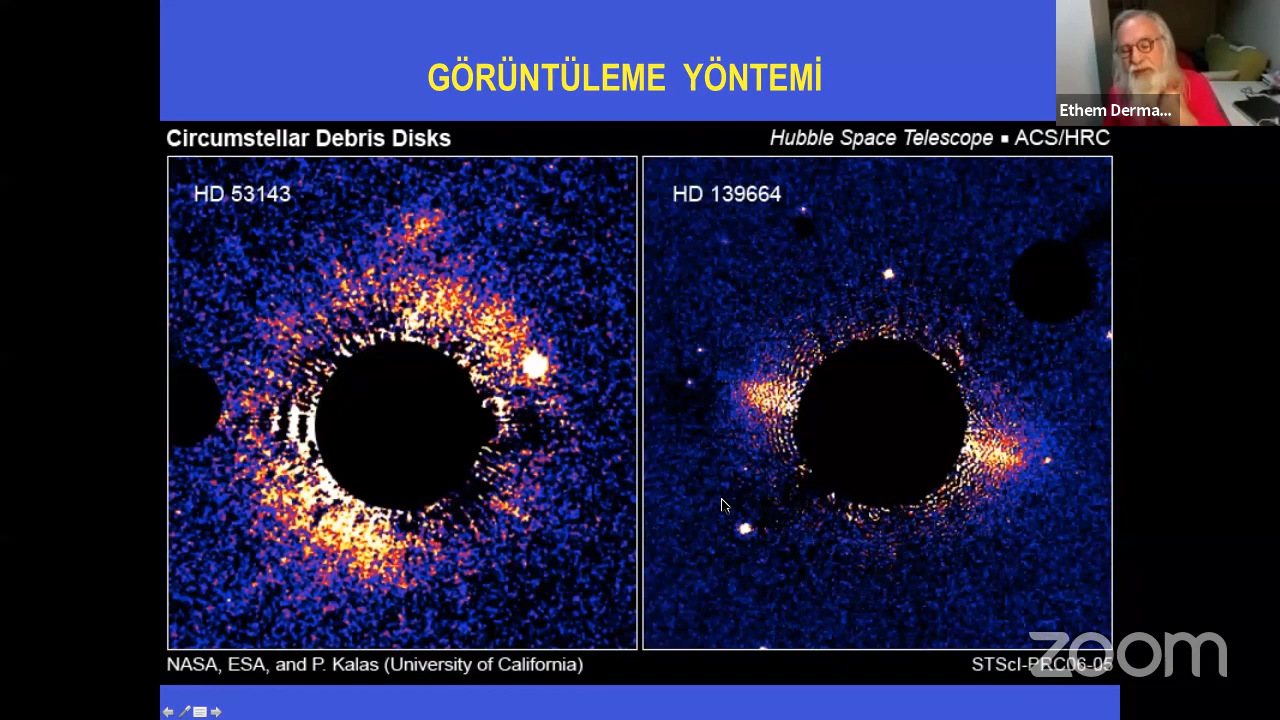 GÖRÜNTÜLEME YÖNTEMİ
Ethem Derma...
Circumstellar Debris Disks
Hubble Space Telescope ▪ ACS/HRC
HD 53143
HD 139664
NASA, ESA, and P. Kalas (University of California)
STScI-PRC06-05
zoom